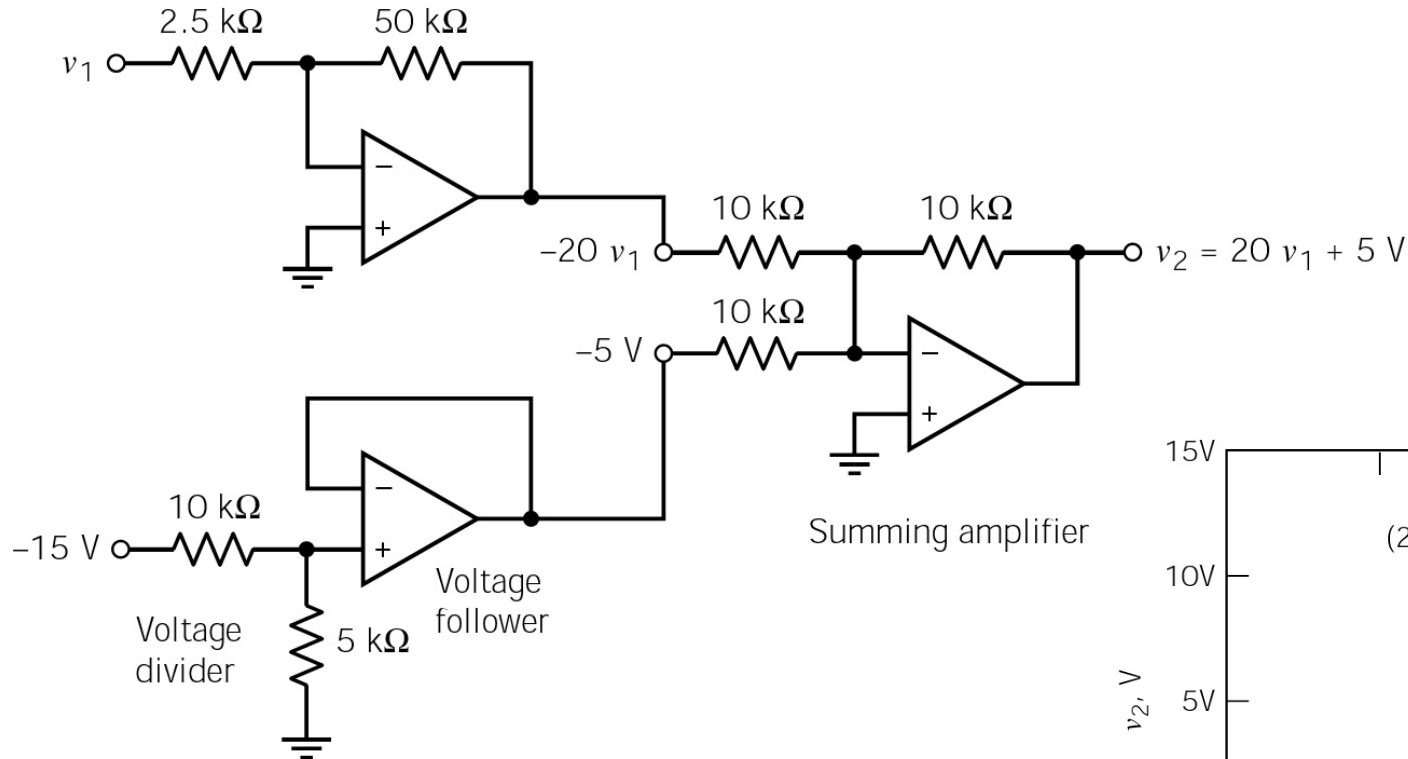 2.5 kΩ
50 kΩ
v1
−
+
10 kΩ
10 kΩ
−20 v1
v2 = 20 v1 + 5 V
10 kΩ
−5 V
−
+
Summing amplifier
−
+
10 kΩ
−15 V
Voltage
follower
Voltage
divider
5 kΩ
15V
(2
10V
v2, V
5V